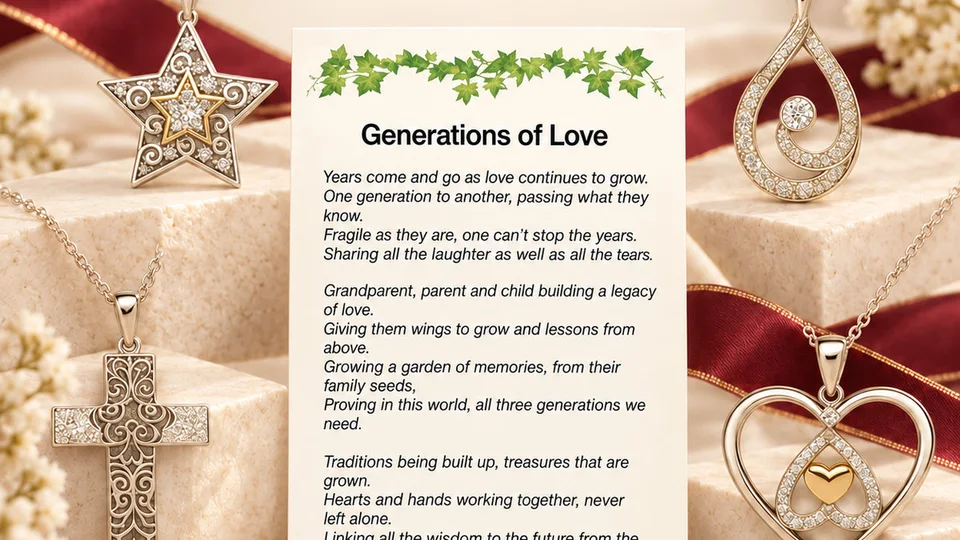 Generations of Love
Years come and go as love continues to grow.
One generation to another, passing what they
know.
Fragile as they are, one can't stop the years.
Sharing all the laughter as well as all the tears.
Grandparent, parent and child building a legacy
of love.
Giving them wings to grow and lessons from
above.
Growing a garden of memories, from their
family seeds,
Proving in this world, all three generations we
need.
Traditions being built up, treasures that are
grown.
Hearts and hands working together, never
left alone.
Linking all the wisdom to the future from the